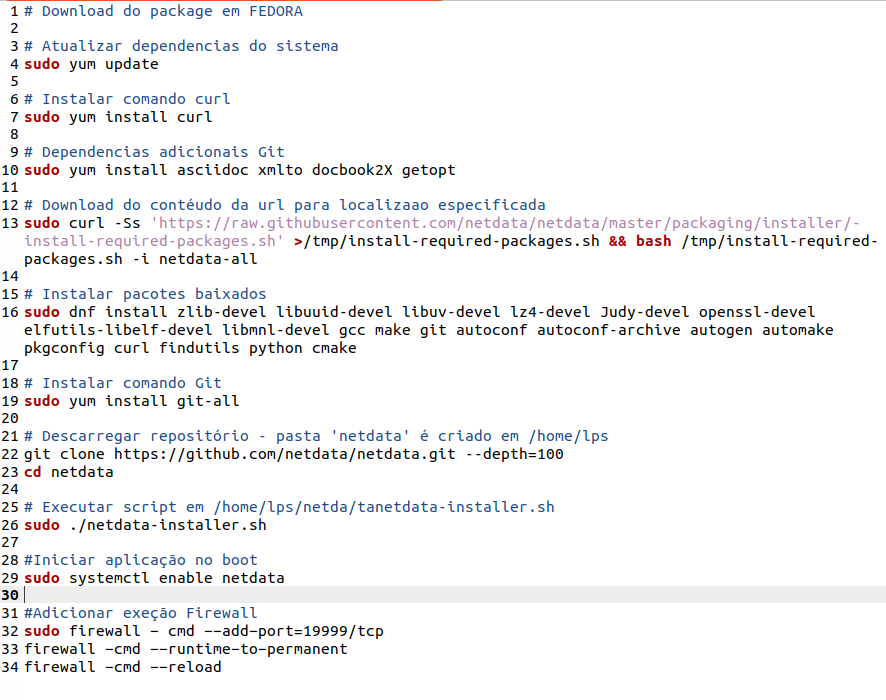 1 # Download do package em FEDORA
2
3 # Atualizar dependencias do sistema
4 sudo yum update
5
6 # Instalar comando curl
7 sudo yum install curl
8
9 # Dependencias adicionais Git
10 sudo yum install asciidoc xmlto docbook2X getopt
11
12 # Download do contéudo da url para localizaao especificada
13 sudo curl -Ss 'https://raw.githubusercontent.com/netdata/netdata/master/packaging/installer/-
install-required-packages.sh' >/tmp/install-required-packages.sh && bash /tmp/install-required-
packages.sh -i netdata-all
14
15 # Instalar pacotes baixados
16 sudo dnf install zlib-devel libuuid-devel libuv-devel lz4-devel Judy-devel openssl-devel
elfutils-libelf-devel libmnl-devel gcc make git autoconf autoconf-archive autogen automake
pkgconfig curl findutils python cmake
17
18 # Instalar comando Git
19 sudo yum install git-all
20
21 # Descarregar repositório - pasta 'netdata' é criado em /home/lps
22 git clone https://github.com/netdata/netdata.git --depth=100
23 cd netdata
24
25 # Executar script em /home/lps/netda/tanetdata-installer.sh
26 sudo ./netdata-installer.sh
27
28 #Iniciar aplicação no boot
29 sudo systemctl enable netdata
30
31 #Adicionar exeção Firewall
32 sudo firewall – cmd −−add-port=19999/tcp
33 firewall −cmd −−runtime-to-permanent
34 firewall −cmd −−reload